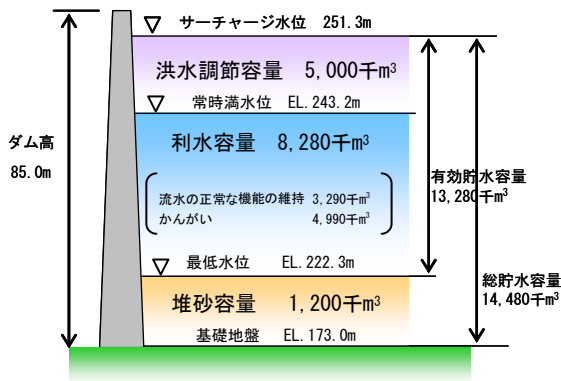 サーチャージ水位 251.3m
洪水調節容量 5,000千m³
常時満水位 EL.243.2m
ダム高
85.0m
利水容量 8,280千m³
流水の正常な機能の維持 3,290千m³
かんがい 4,990千m³
有効貯水容量
13,280千m³
最低水位 EL.222.3m
堆砂容量 1,200千m³
総貯水容量
14,480千m³
基礎地盤 EL.173.0m